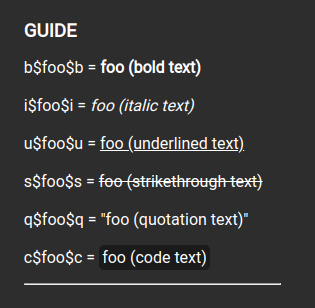 GUIDE
b$foo$b = foo (bold text)
i$foo$i = foo (italic text)
u$foo$u = foo (underlined text)
s$foo$s = foo (strikethrough text)
q$foo$q = "foo (quotation text)"
c$foo$c = foo (code text)